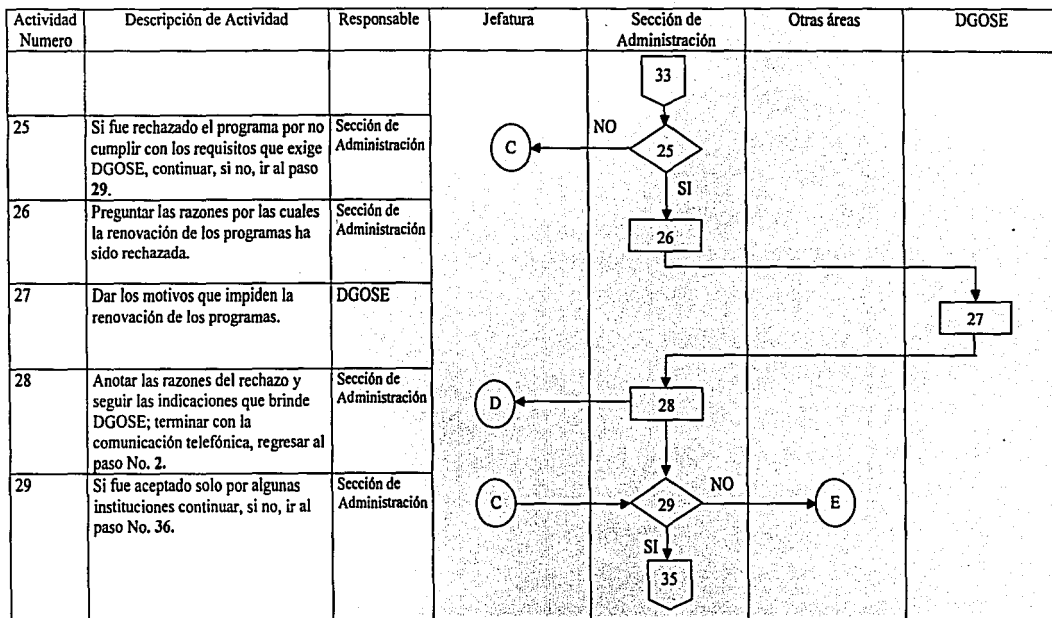 Actividad Numero
Descripción de Actividad
Responsable
Jefatura
Sección de Administración
Otras áreas
DGOSE
33
25
Si fue rechazado el programa por no
cumplir con los requisitos que exige
DGOSE, continuar, si no, ir al paso
29.
Sección de
Administración
C
NO
25
SI
26
Preguntar las razones por las cuales
la renovación de los programas ha
sido rechazada.
Sección de
Administración
26
27
Dar los motivos que impiden la
renovación de los programas.
DGOSE
27
28
Anotar las razones del rechazo y
seguir las indicaciones que brinde
DGOSE; terminar con la
comunicación telefónica, regresar al
paso No. 2.
Sección de
Administración
D
28
29
Si fue aceptado solo por algunas
instituciones continuar, si no, ir al
paso No. 36.
Sección de
Administración
C
29
NO
E
SI
35